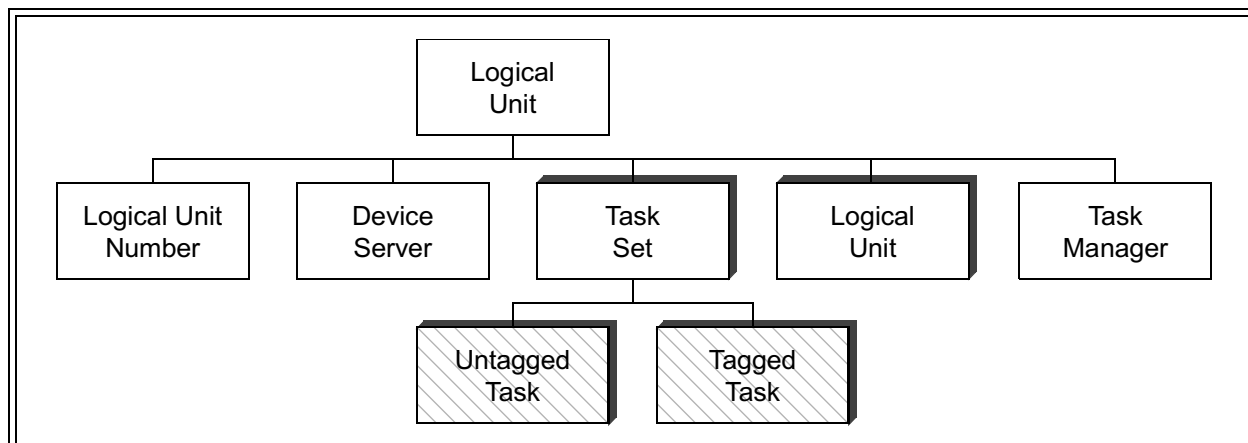 Logical
Unit
Logical Unit
Number
Device
Server
Task
Set
Logical
Unit
Task
Manager
Untagged
Task
Tagged
Task